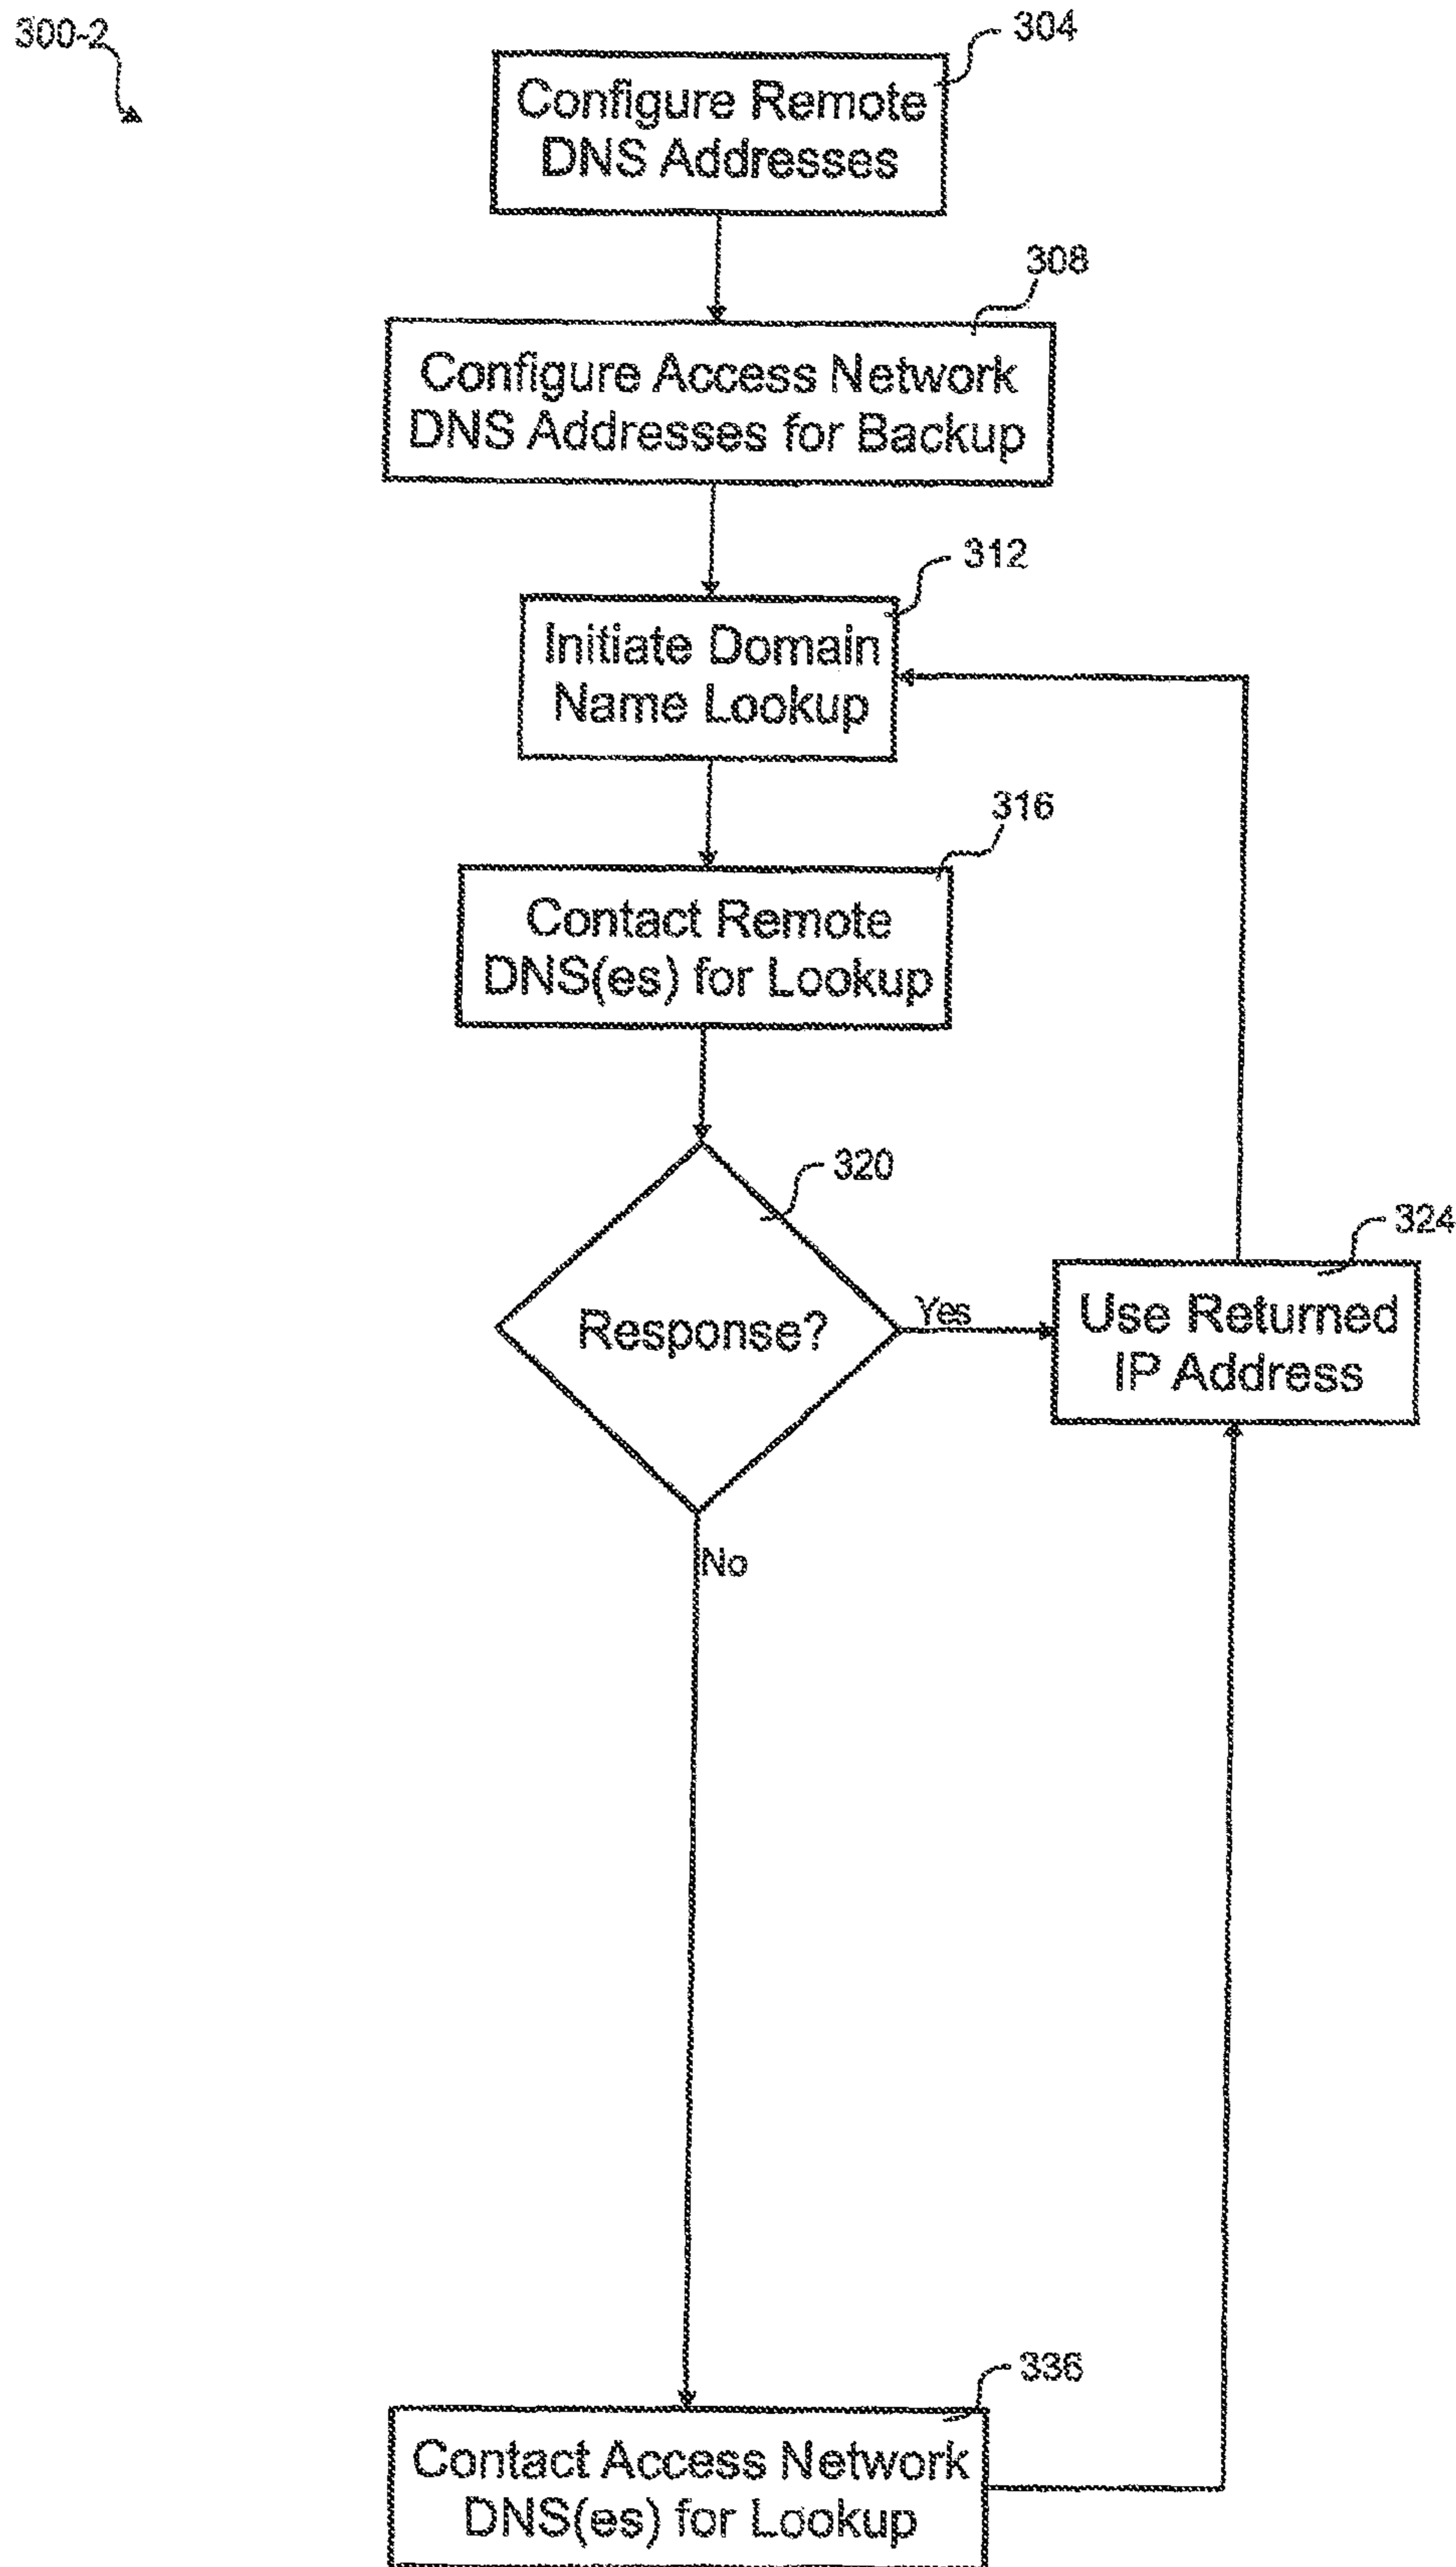 300-2
304
Configure Remote
DNS Addresses
308
Configure Access Network
DNS Addresses for Backup
312
Initiate Domain
Name Lookup
316
Contact Remote
DNS(es) for Lookup
320
Response?
Yes
324
Use Returned
IP Address
No
336
Contact Access Network
DNS(es) for Lookup